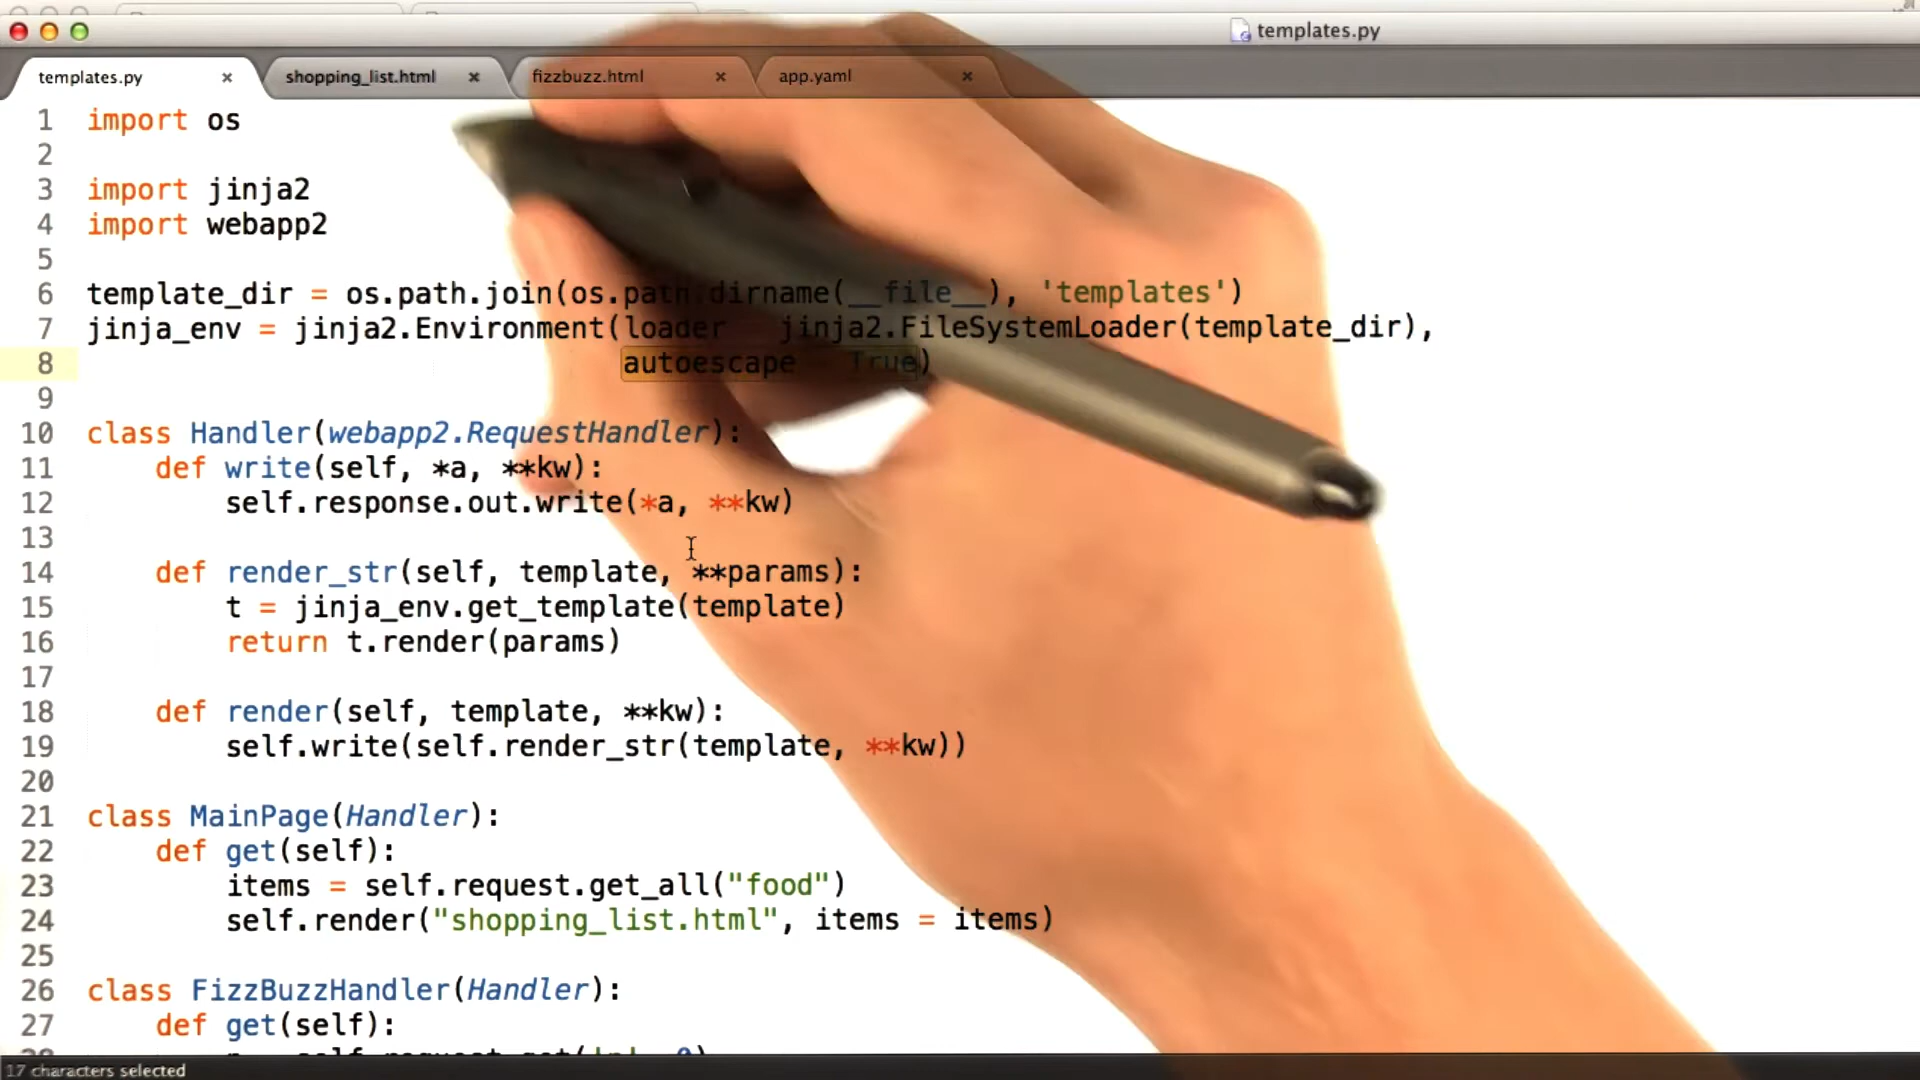 templates.py
templates.py × shopping_list.html × fizzbuzz.html × app.yaml ×
1 import os
2
3 import jinja2
4 import webapp2
5
6 template_dir = os.path.join(os.path.dirname(__file__), 'templates')
7 jinja_env = jinja2.Environment(loader jinja2.FileSystemLoader(template_dir),
8 autoescape True)
9
10 class Handler(webapp2.RequestHandler):
11 def write(self, *a, **kw):
12 self.response.out.write(*a, **kw)
13
14 def render_str(self, template, **params):
15 t = jinja_env.get_template(template)
16 return t.render(params)
17
18 def render(self, template, **kw):
19 self.write(self.render_str(template, **kw))
20
21 class MainPage(Handler):
22 def get(self):
23 items = self.request.get_all("food")
24 self.render("shopping_list.html", items = items)
25
26 class FizzBuzzHandler(Handler):
27 def get(self):
17 characters selected